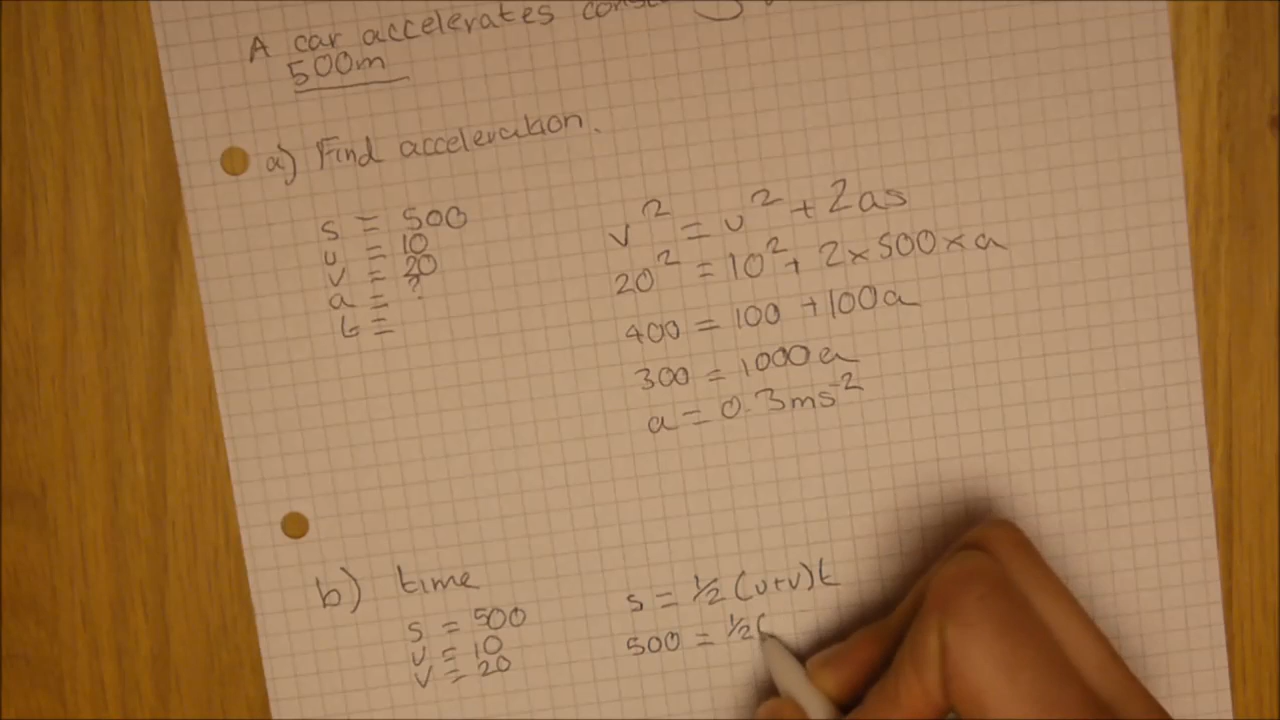 A car accelerates
500m
a) Find acceleration.
s = 500
u = 10
v = 20
a = ?
t =
v² = u² + 2as
20² = 10² + 2×500×a
400 = 100 + 100a
300 = 1000a
a = 0.3ms⁻²
b) time
s = 500
u = 10
v = 20
s = ½ (u+v)t
500 = ½(